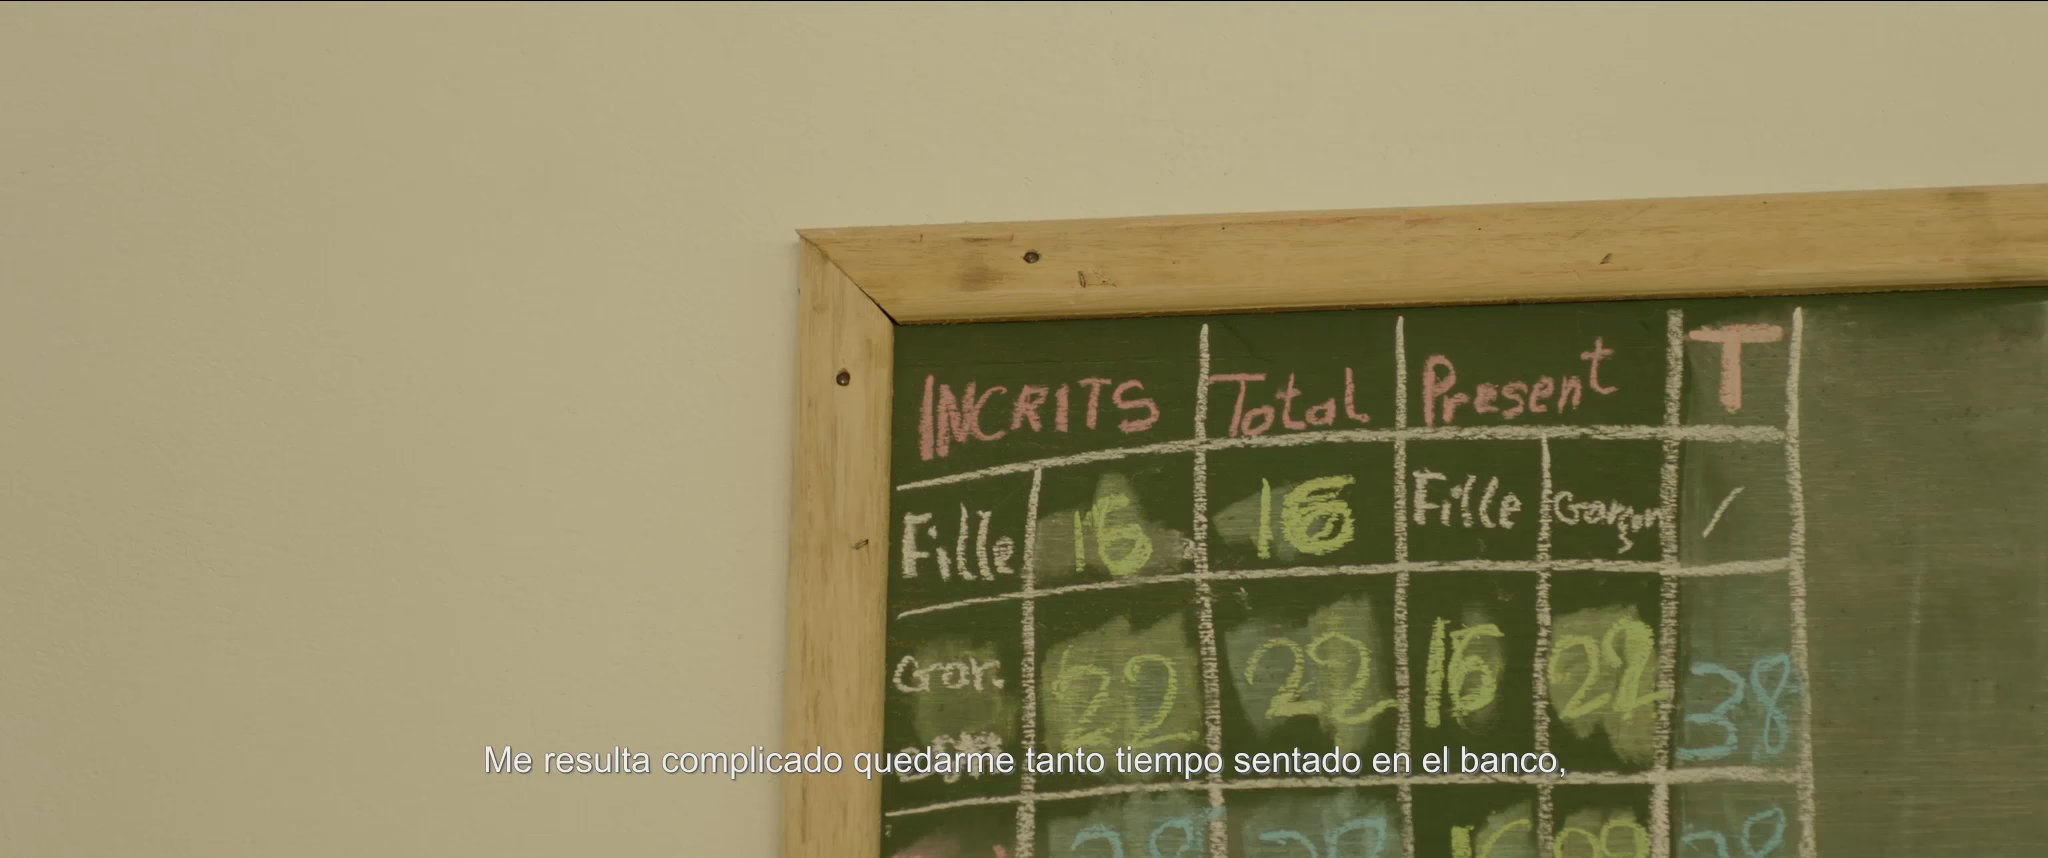 INCRITS Total Present T
Fille 16 16 Fille Garçon /
Gar. 22 22 16 22 38
Me resulta complicado quedarme tanto tiempo sentado en el banco,